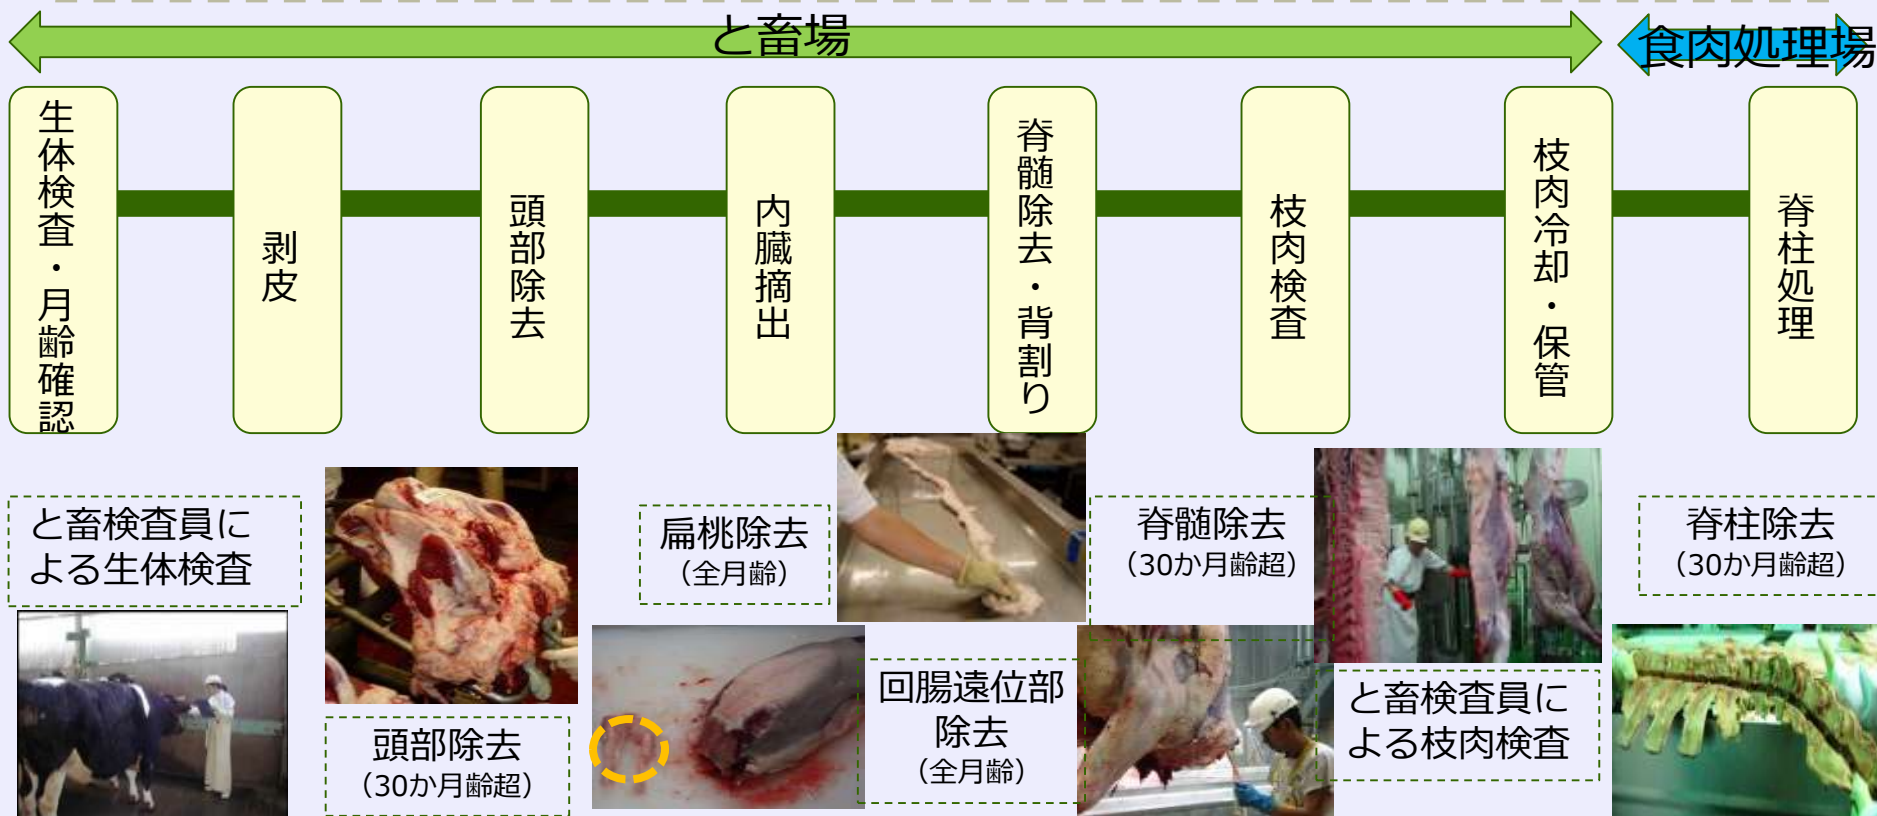 と畜場
食肉処理場
生体検査・月齢確認
剥皮
頭部除去
内臓摘出
脊髄除去・背割り
枝肉検査
枝肉冷却・保管
脊柱処理
と畜検査員に
よる生体検査
頭部除去
（30か月齢超）
扁桃除去
（全月齢）
回腸遠位部
除去
（全月齢）
脊髄除去
（30か月齢超）
と畜検査員に
よる枝肉検査
脊柱除去
（30か月齢超）